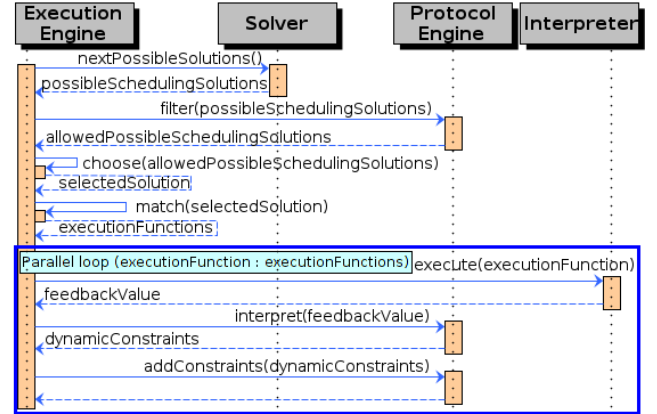 Execution
Engine
Solver
Protocol
Engine
Interpreter
nextPossibleSolutions()
possibleSchedulingSolutions
filter(possibleSchedulingSolutions)
allowedPossibleSchedulingSolutions
choose(allowedPossibleSchedulingSolutions)
selectedSolution
match(selectedSolution)
executionFunctions
Parallel loop (executionFunction : executionFunctions)
execute(executionFunction)
feedbackValue
interpret(feedbackValue)
dynamicConstraints
addConstraints(dynamicConstraints)